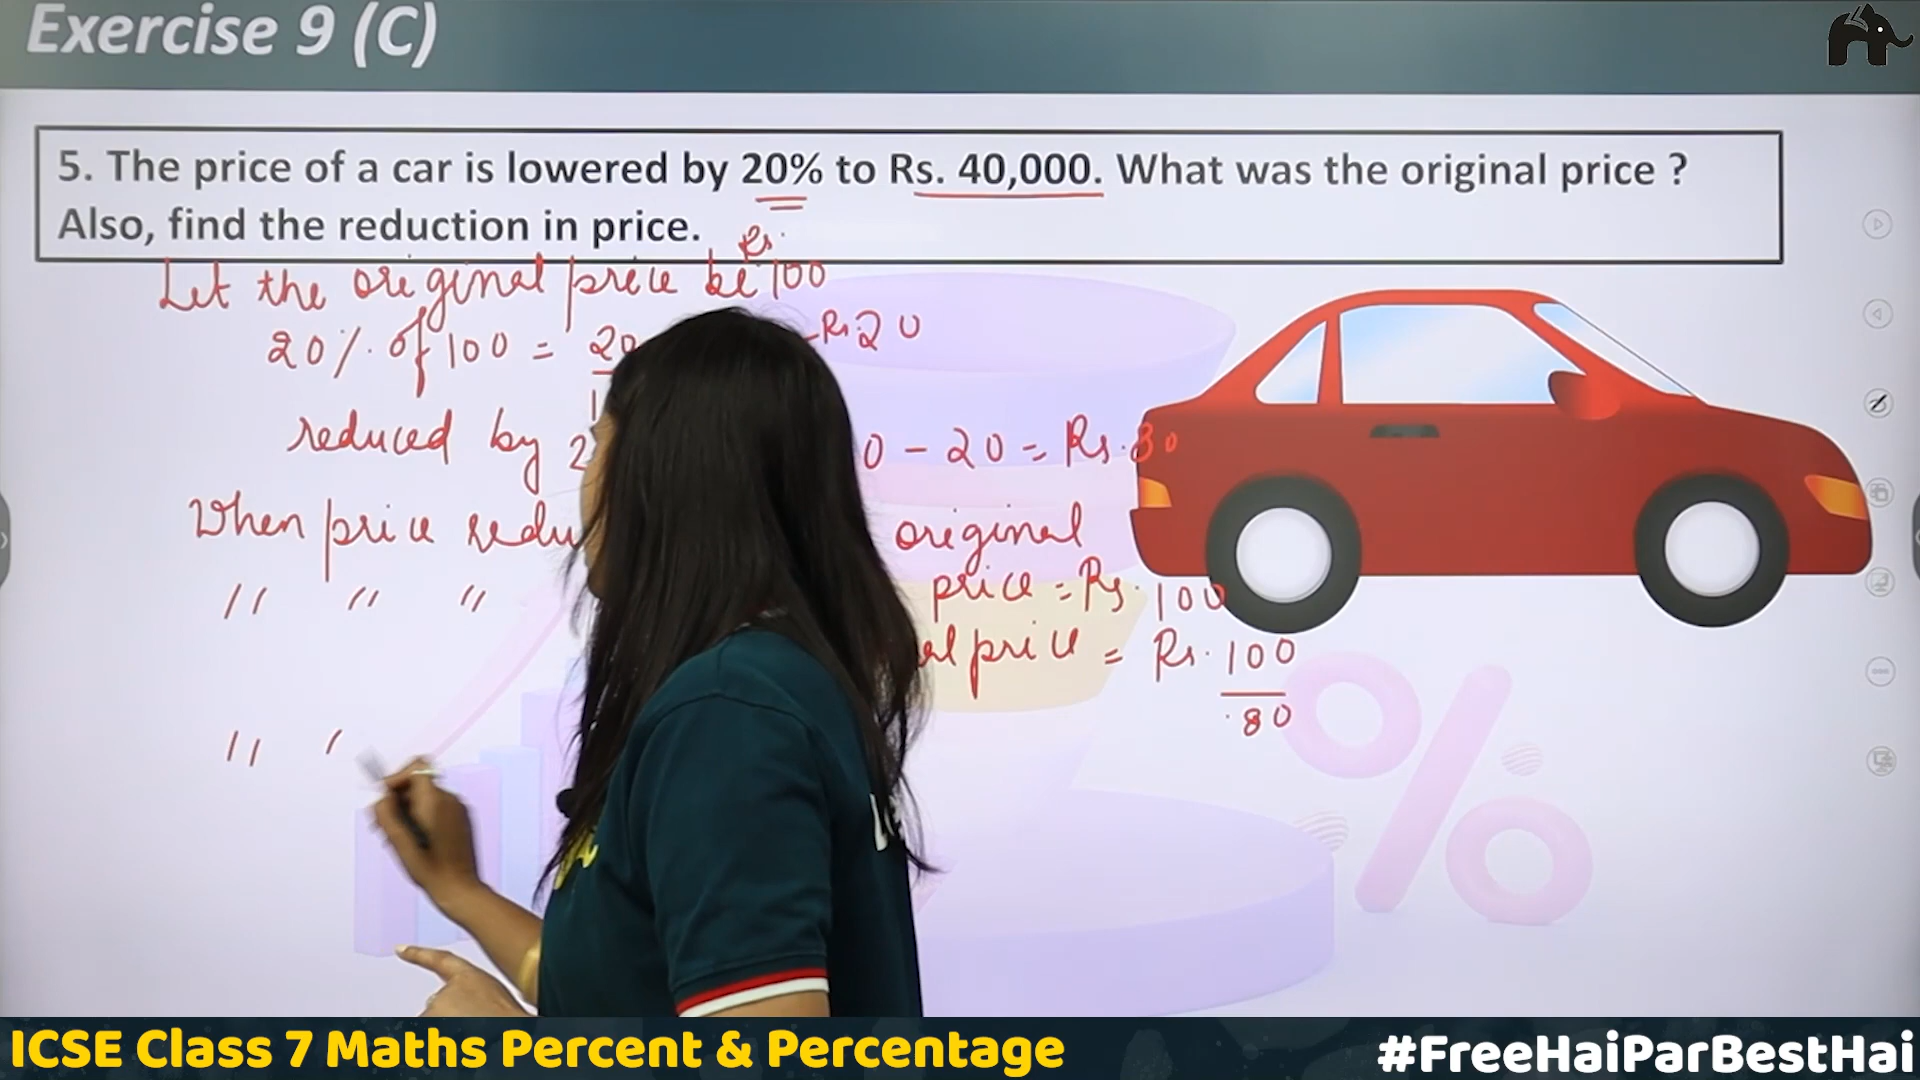 Exercise 9 (C)
5. The price of a car is lowered by 20% to Rs. 40,000. What was the original price ?
Also, find the reduction in price.
Let the original price be Rs. 100
20% of 100 = 20 Rs. 20
reduced by 2 0 - 20 = Rs. 80
When price redu original
price = Rs. 100
" " "
al price = Rs. 100
80
"
ICSE Class 7 Maths Percent & Percentage
#FreeHaiParBestHai